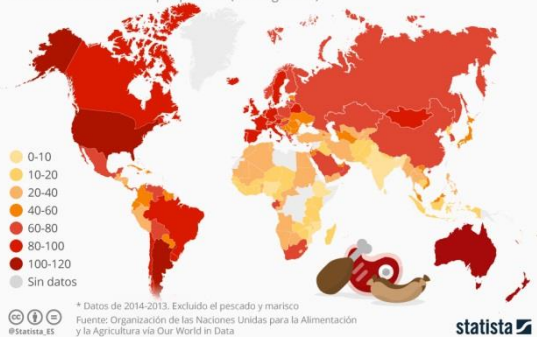 0-10
10-20
20-40
40-60
60-80
80-100
100-120
Sin datos
* Datos de 2014-2013. Excluido el pescado y marisco
Fuente: Organización de las Naciones Unidas para la Alimentación
y la Agricultura vía Our World in Data
@Statista_ES
statista